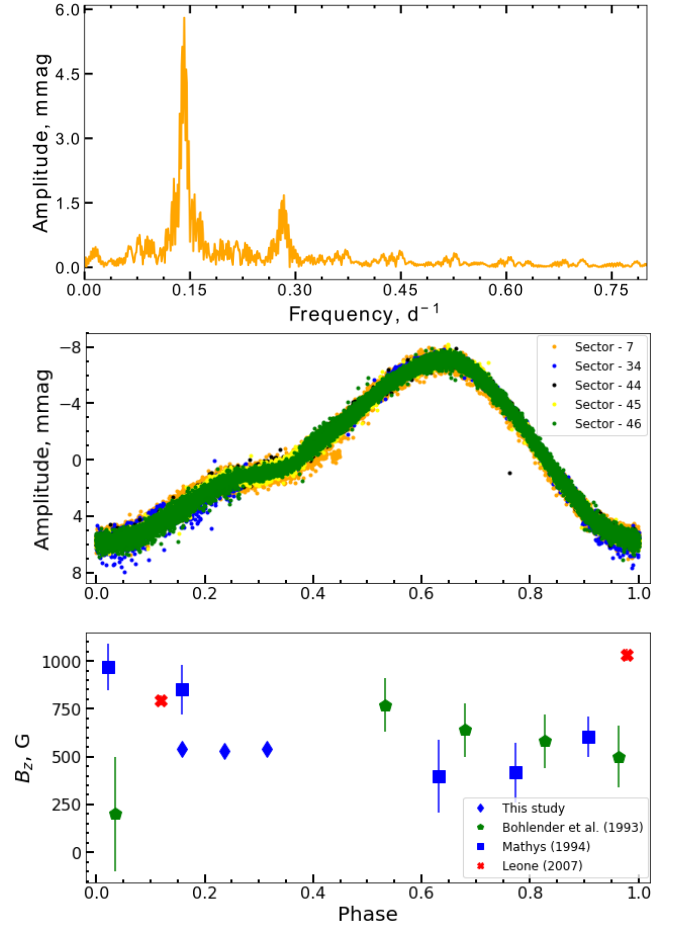 6.0
4.5
3.0
1.5
0.0
Amplitude, mmag
0.00 0.15 0.30 0.45 0.60 0.75
Frequency, d⁻¹
−8
−4
0
4
8
Amplitude, mmag
Sector - 7
Sector - 34
Sector - 44
Sector - 45
Sector - 46
0.0 0.2 0.4 0.6 0.8 1.0
1000
750
500
250
0
B_z, G
This study
Bohlender et al. (1993)
Mathys (1994)
Leone (2007)
0.0 0.2 0.4 0.6 0.8 1.0
Phase